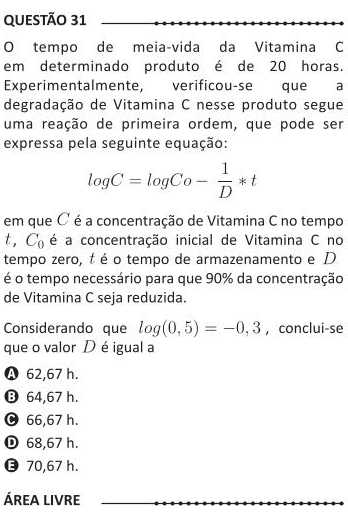 QUESTÃO 31
O tempo de meia-vida da Vitamina C
em determinado produto é de 20 horas.
Experimentalmente, verificou-se que a
degradação de Vitamina C nesse produto segue
uma reação de primeira ordem, que pode ser
expressa pela seguinte equação:
logC = logCo − \frac{1}{D} * t
em que C é a concentração de Vitamina C no tempo
t, C₀ é a concentração inicial de Vitamina C no
tempo zero, t é o tempo de armazenamento e D
é o tempo necessário para que 90% da concentração
de Vitamina C seja reduzida.
Considerando que log(0,5) = −0,3, conclui-se
que o valor D é igual a
A 62,67 h.
B 64,67 h.
C 66,67 h.
D 68,67 h.
E 70,67 h.
ÁREA LIVRE